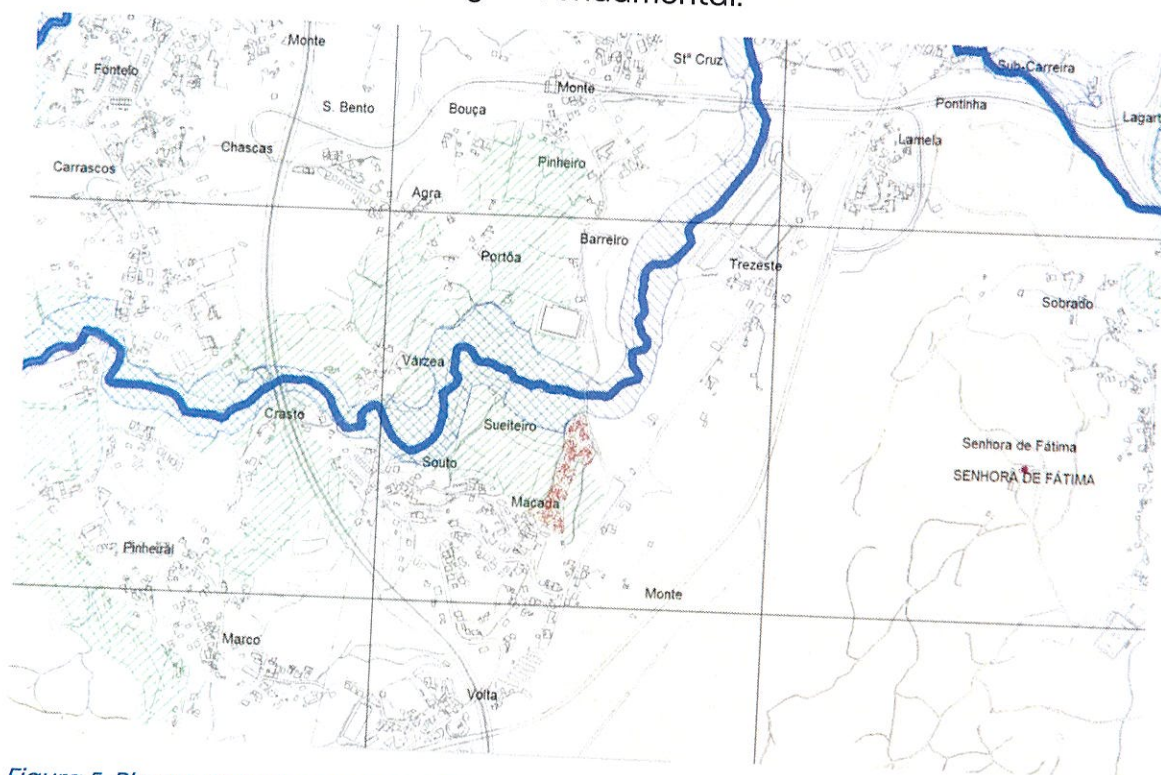 Monte
Stª Cruz
Sub-Carreira
Fontelo
S. Bento
Bouça
Monte
Pontinha
Lagart
Chascas
Pinheiro
Lamela
Carrascos
Agra
Barreiro
Portôa
Trezeste
Sobrado
Várzea
Crasto
Sueiteiro
Senhora de Fátima
Souto
SENHORA DE FÁTIMA
Maçada
Pinheiral
Monte
Marco
Volta